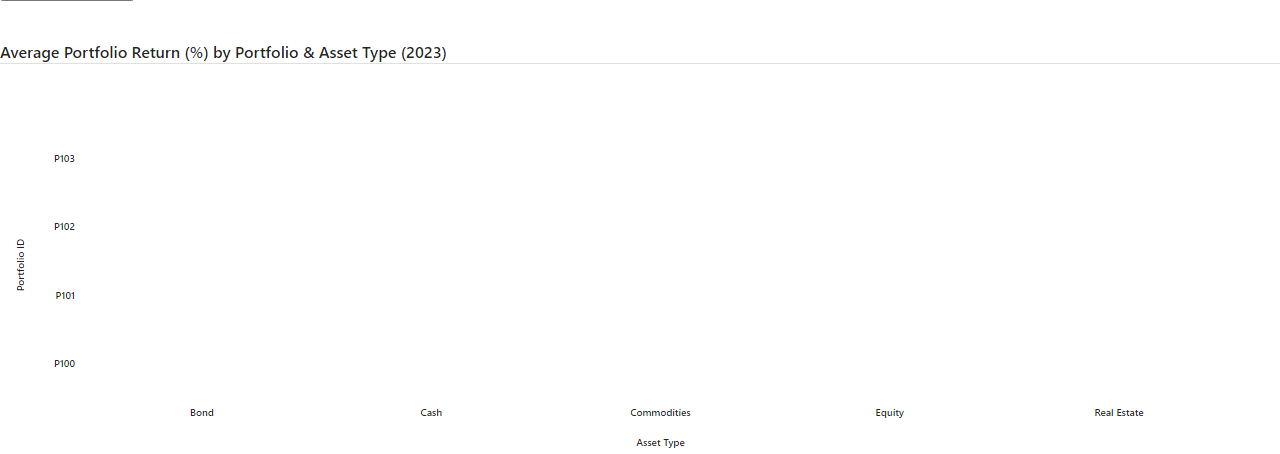 Average Portfolio Return (%) by Portfolio & Asset Type (2023)
P103
P102
Portfolio ID
P101
P100
Bond Cash Commodities Equity Real Estate
Asset Type